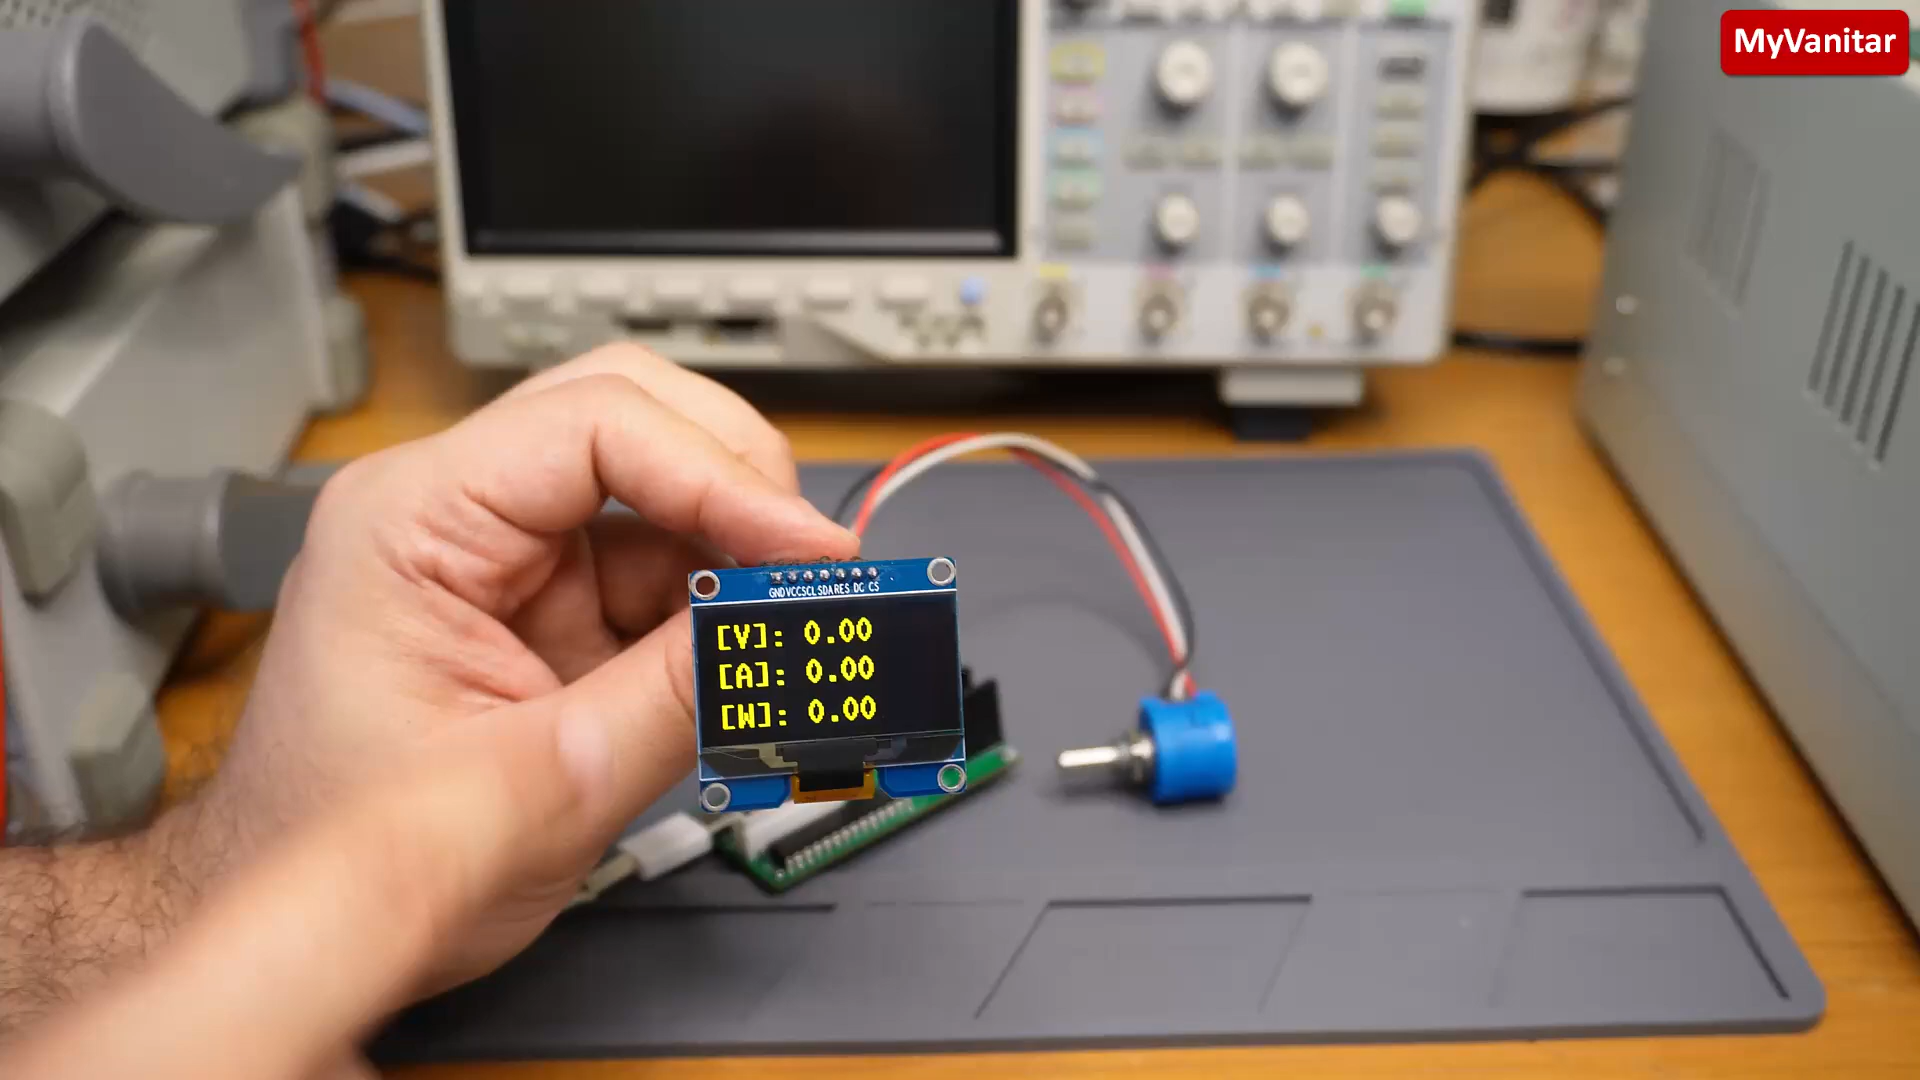 MyVanitar
GND VCC SCL SDA RES DC CS
[V]: 0.00
[A]: 0.00
[W]: 0.00